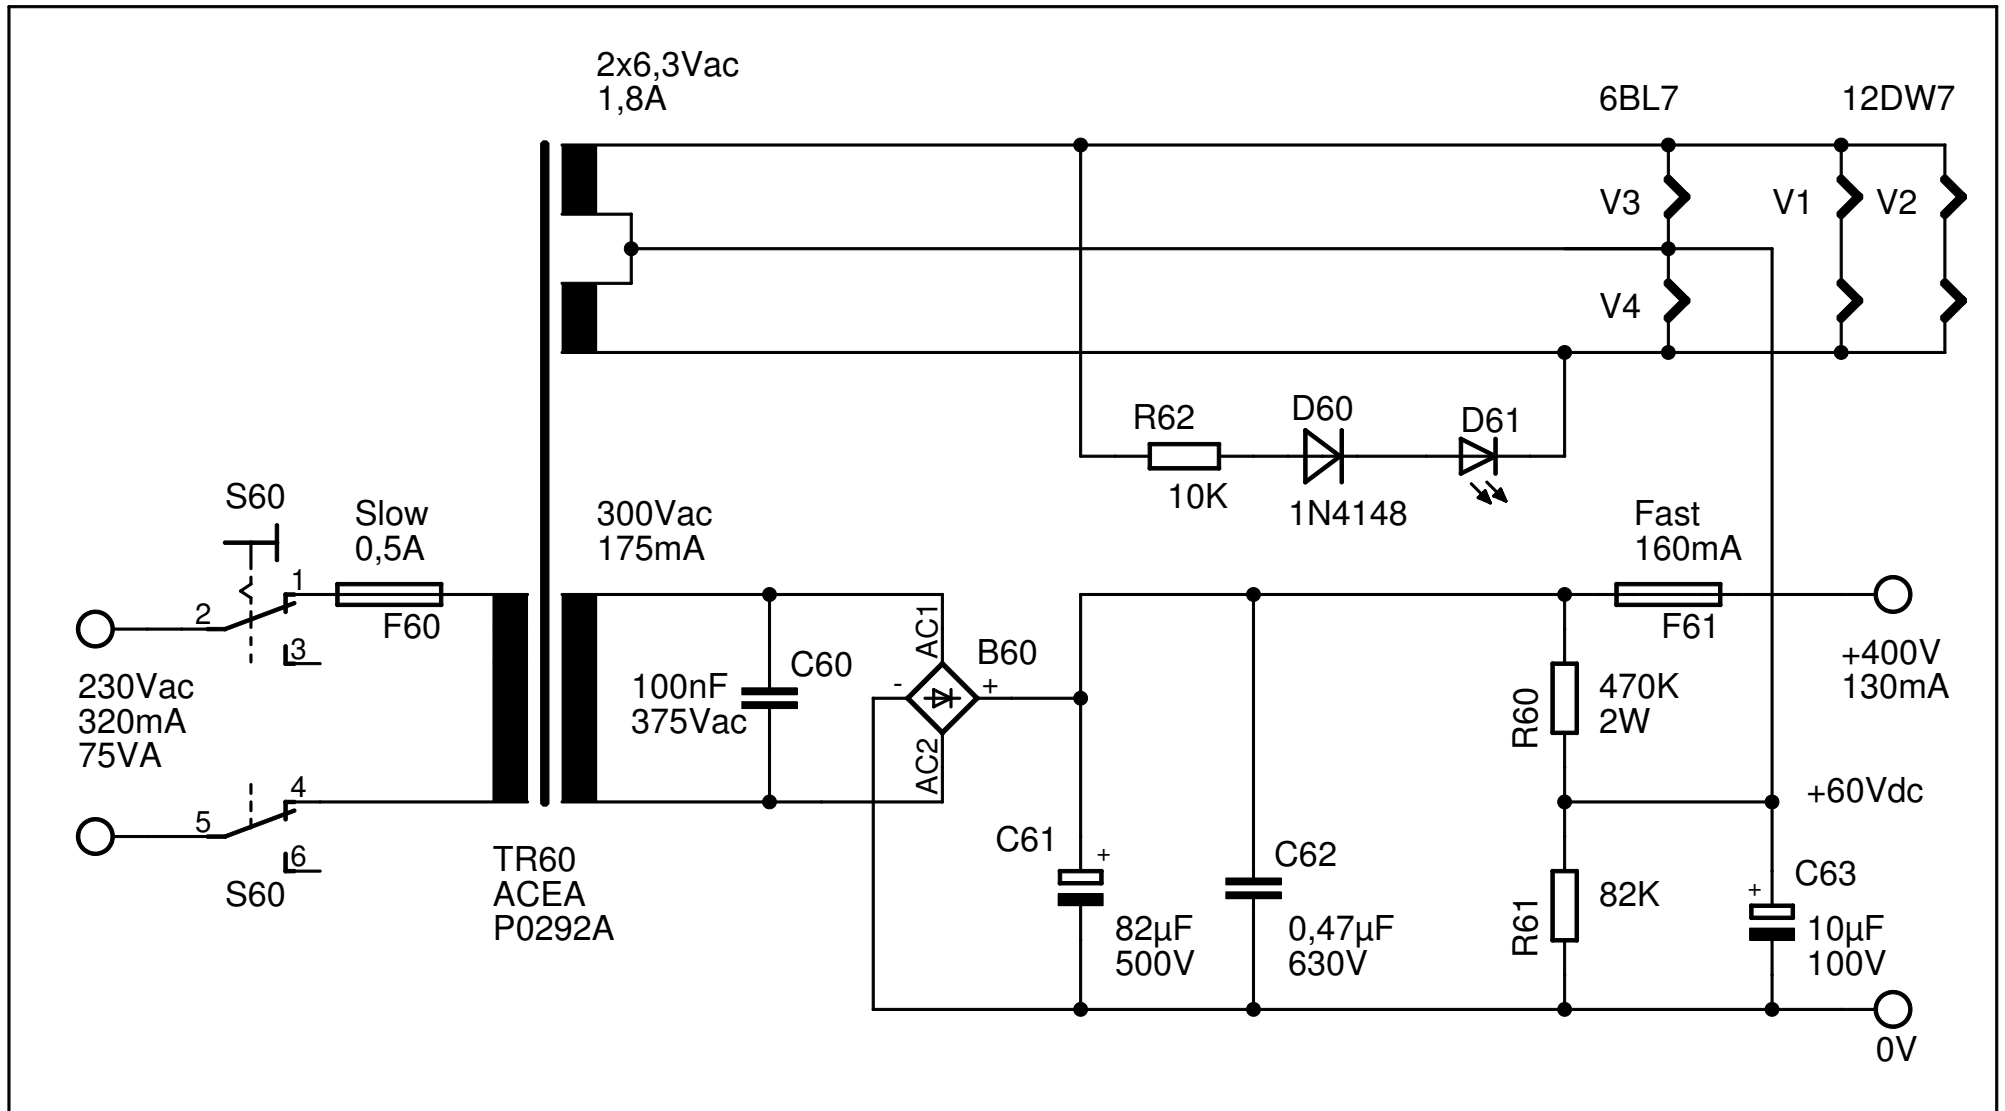 2x6,3Vac
1,8A
6BL7
12DW7
V3
V1
V2
V4
R62
10K
D60
1N4148
D61
S60
Slow
0,5A
F60
1
2
3
230Vac
320mA
75VA
4
5
6
S60
TR60
ACEA
P0292A
300Vac
175mA
100nF
375Vac
C60
AC1
B60
-
+
AC2
Fast
160mA
F61
+400V
130mA
R60
470K
2W
+60Vdc
C61
+
82µF
500V
C62
0,47µF
630V
R61
82K
C63
+
10µF
100V
0V